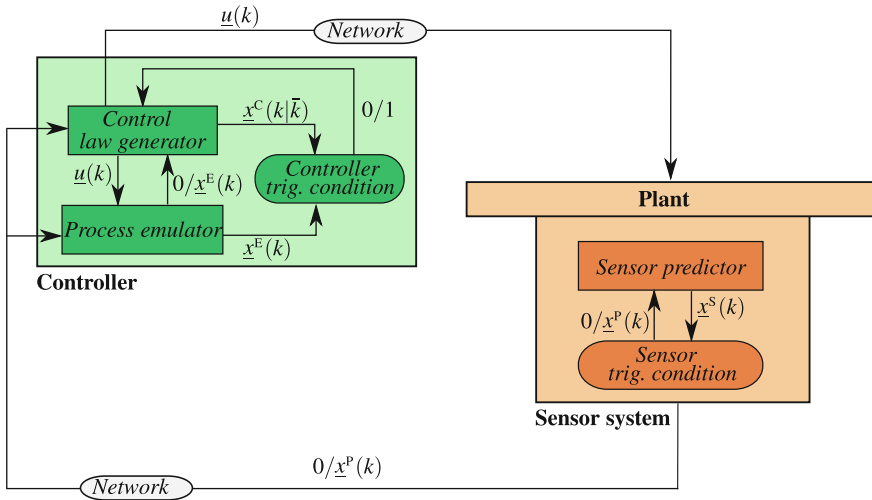 u(k)
Network
Control
law generator
x^C(k|k̄)
0/1
Controller
trig. condition
u(k)
0/x^E(k)
Process emulator
x^E(k)
Controller
Plant
Sensor predictor
0/x^P(k)
x^S(k)
Sensor
trig. condition
Sensor system
0/x^P(k)
Network